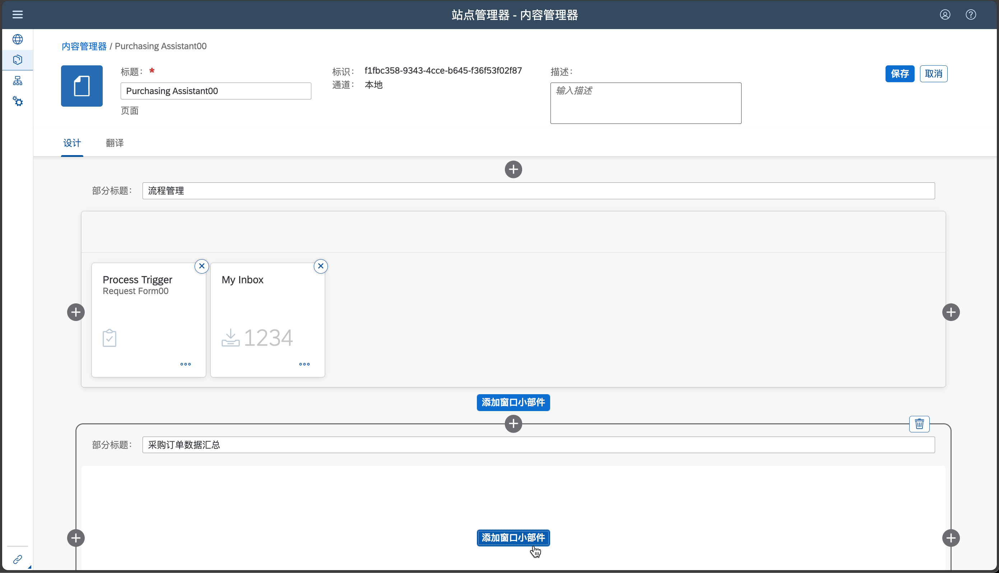 站点管理器 - 内容管理器
内容管理器 / Purchasing Assistant00
标题： *
Purchasing Assistant00
页面
标识： f1fbc358-9343-4cce-b645-f36f53f02f87
通道： 本地
描述：
输入描述
保存 取消
设计 翻译
部分标题： 流程管理
Process Trigger
Request Form00
My Inbox
1234
添加窗口小部件
部分标题： 采购订单数据汇总
添加窗口小部件